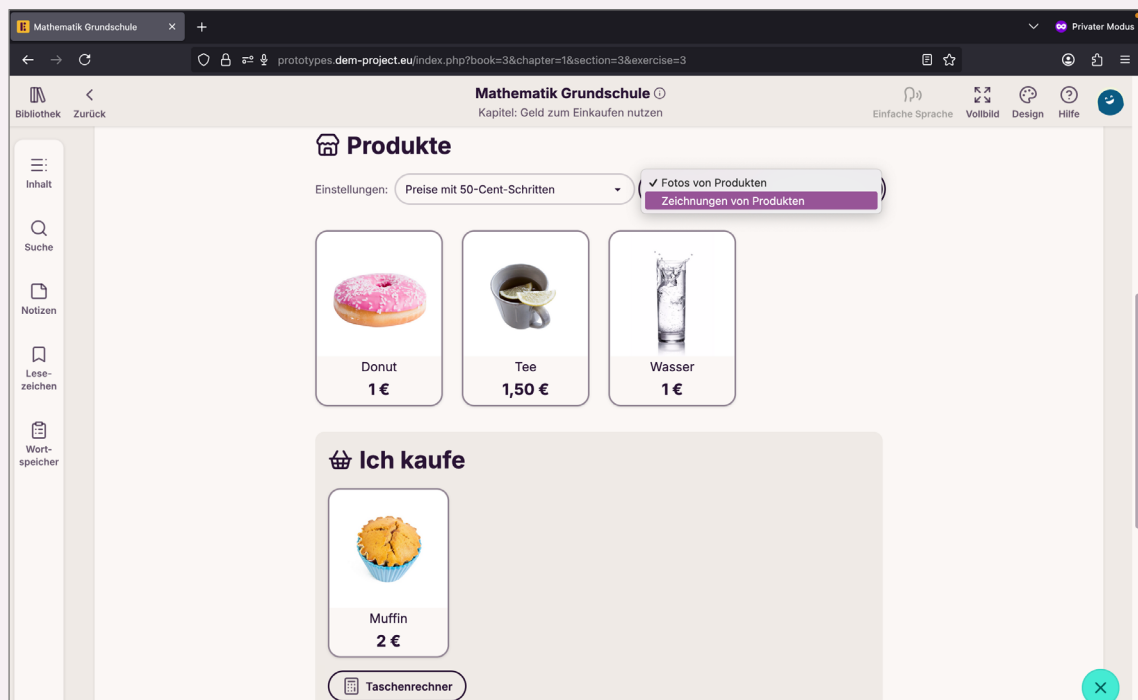 Mathematik Grundschule
Privater Modus
prototypes.dem-project.eu/index.php?book=3&chapter=1&section=3&exercise=3
Bibliothek
Zurück
Mathematik Grundschule
Kapitel: Geld zum Einkaufen nutzen
Einfache Sprache
Vollbild
Design
Hilfe
Inhalt
Suche
Notizen
Lese-
zeichen
Wort-
speicher
Produkte
Einstellungen:
Preise mit 50-Cent-Schritten
✓ Fotos von Produkten
Zeichnungen von Produkten
Donut
1 €
Tee
1,50 €
Wasser
1 €
Ich kaufe
Muffin
2 €
Taschenrechner